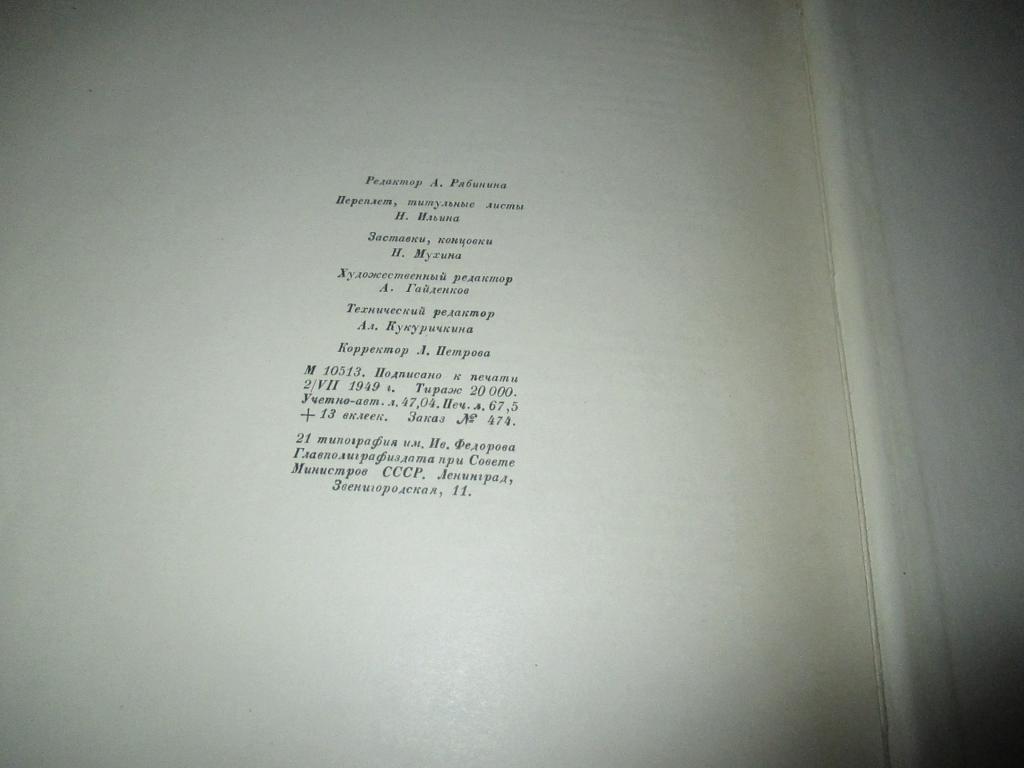 Редактор А. Рябинина
Переплет, титульные листы
Н. Ильина
Заставки, концовки
Н. Мухина
Художественный редактор
А. Гайденков
Технический редактор
Ал. Кукуричкина
Корректор Л. Петрова
М 10513. Подписано к печати
2/VII 1949 г. Тираж 20 000.
Учетно-авт. л. 47,04. Печ. л. 67,5
+ 13 вклеек. Заказ № 474.
21 типография им. Ив. Федорова
Главполиграфиздата при Совете
Министров СССР. Ленинград,
Звенигородская, 11.